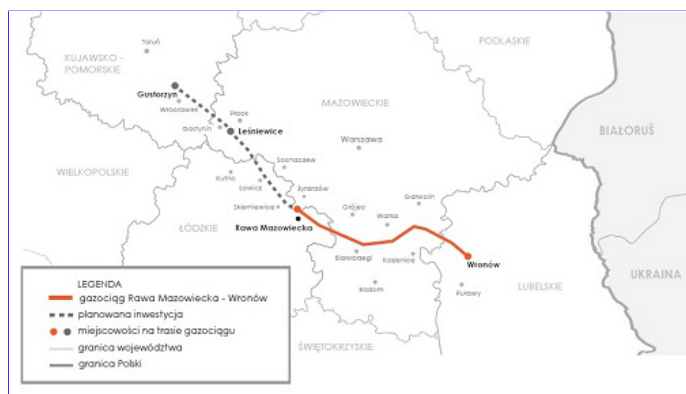 Toruń
KUJAWSKO -
POMORSKIE
PODLASKIE
Gustorzyn
Włocławek
MAZOWIECKIE
Płock
Gostynin
Leśniewice
BIAŁORUŚ
Warszawa
Sochaczew
WIELKOPOLSKIE
Kutno
Łowicz
Żyrardów
Skierniewice
Grójec
Garwolin
Warka
ŁÓDZKIE
Rawa Mazowiecka
Białobrzegi
Kozienice
Wronów
UKRAINA
Radom
Puławy
LUBELSKIE
LEGENDA
gazociąg Rawa Mazowiecka - Wronów
planowana inwestycja
miejscowości na trasie gazociągu
granica województwa
granica Polski
ŚWIĘTOKRZYSKIE